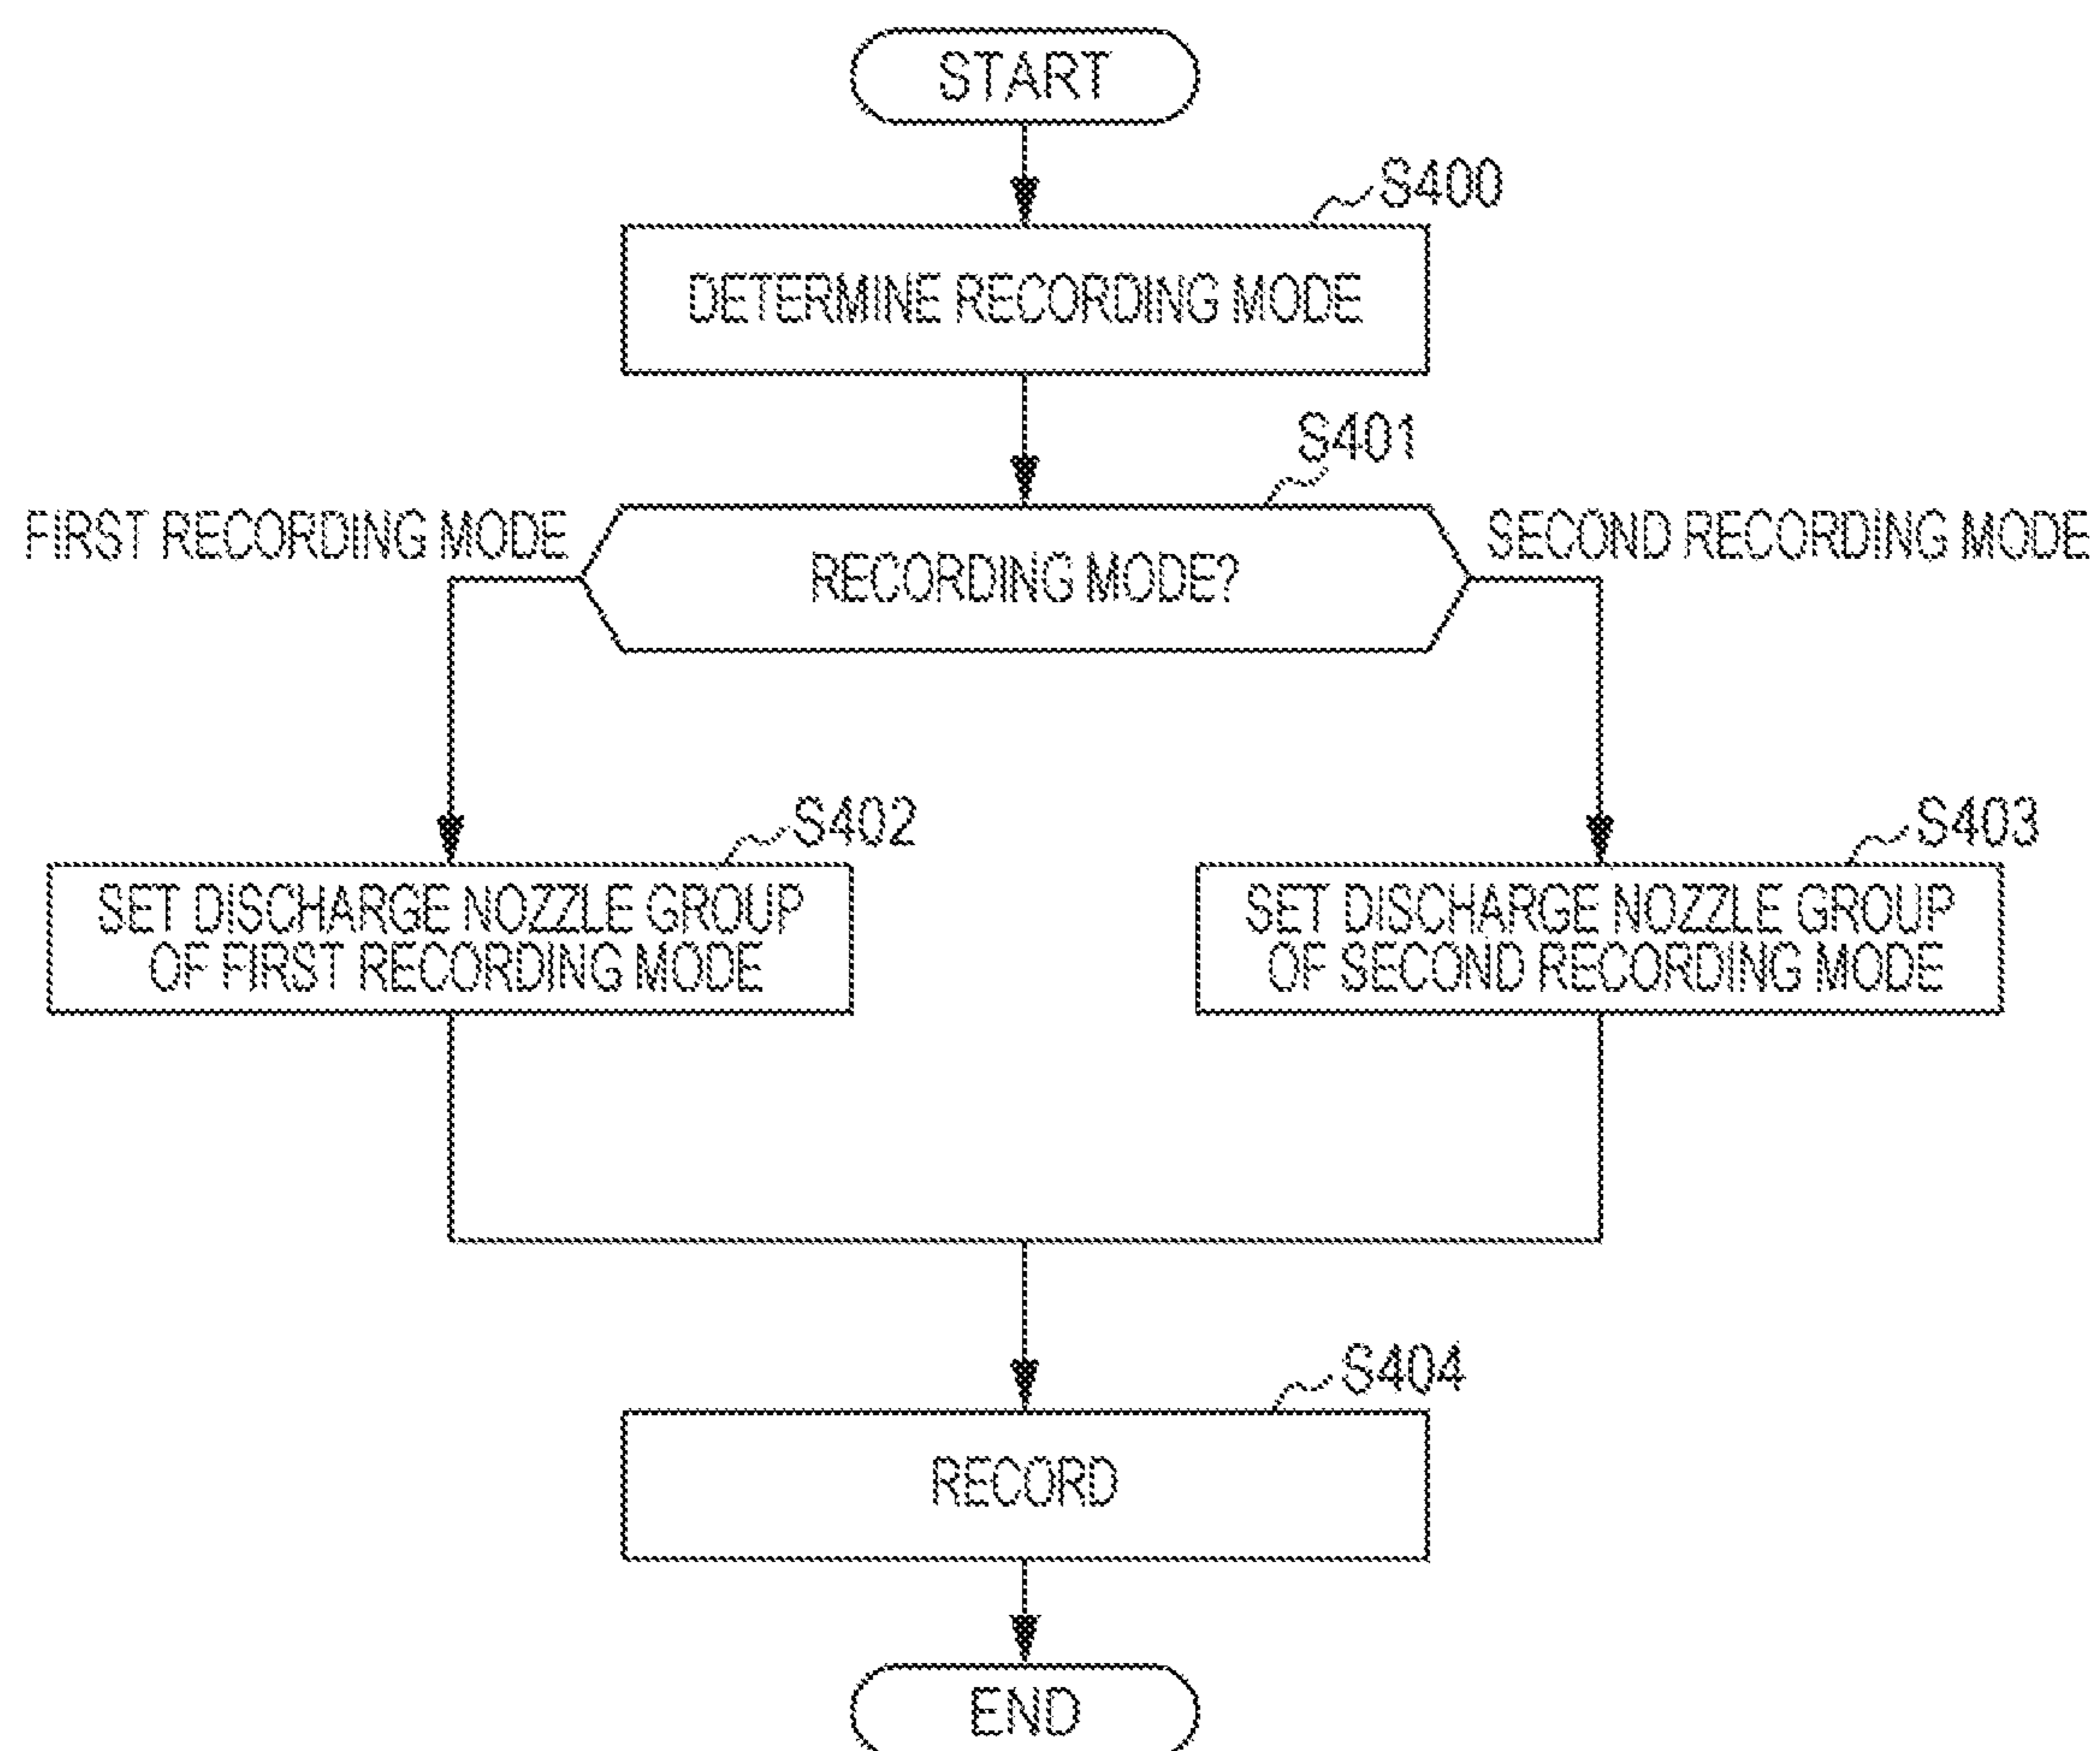 START
S400
DETERMINE RECORDING MODE
S401
FIRST RECORDING MODE
RECORDING MODE?
SECOND RECORDING MODE
S402
SET DISCHARGE NOZZLE GROUP
OF FIRST RECORDING MODE
S403
SET DISCHARGE NOZZLE GROUP
OF SECOND RECORDING MODE
S404
RECORD
END